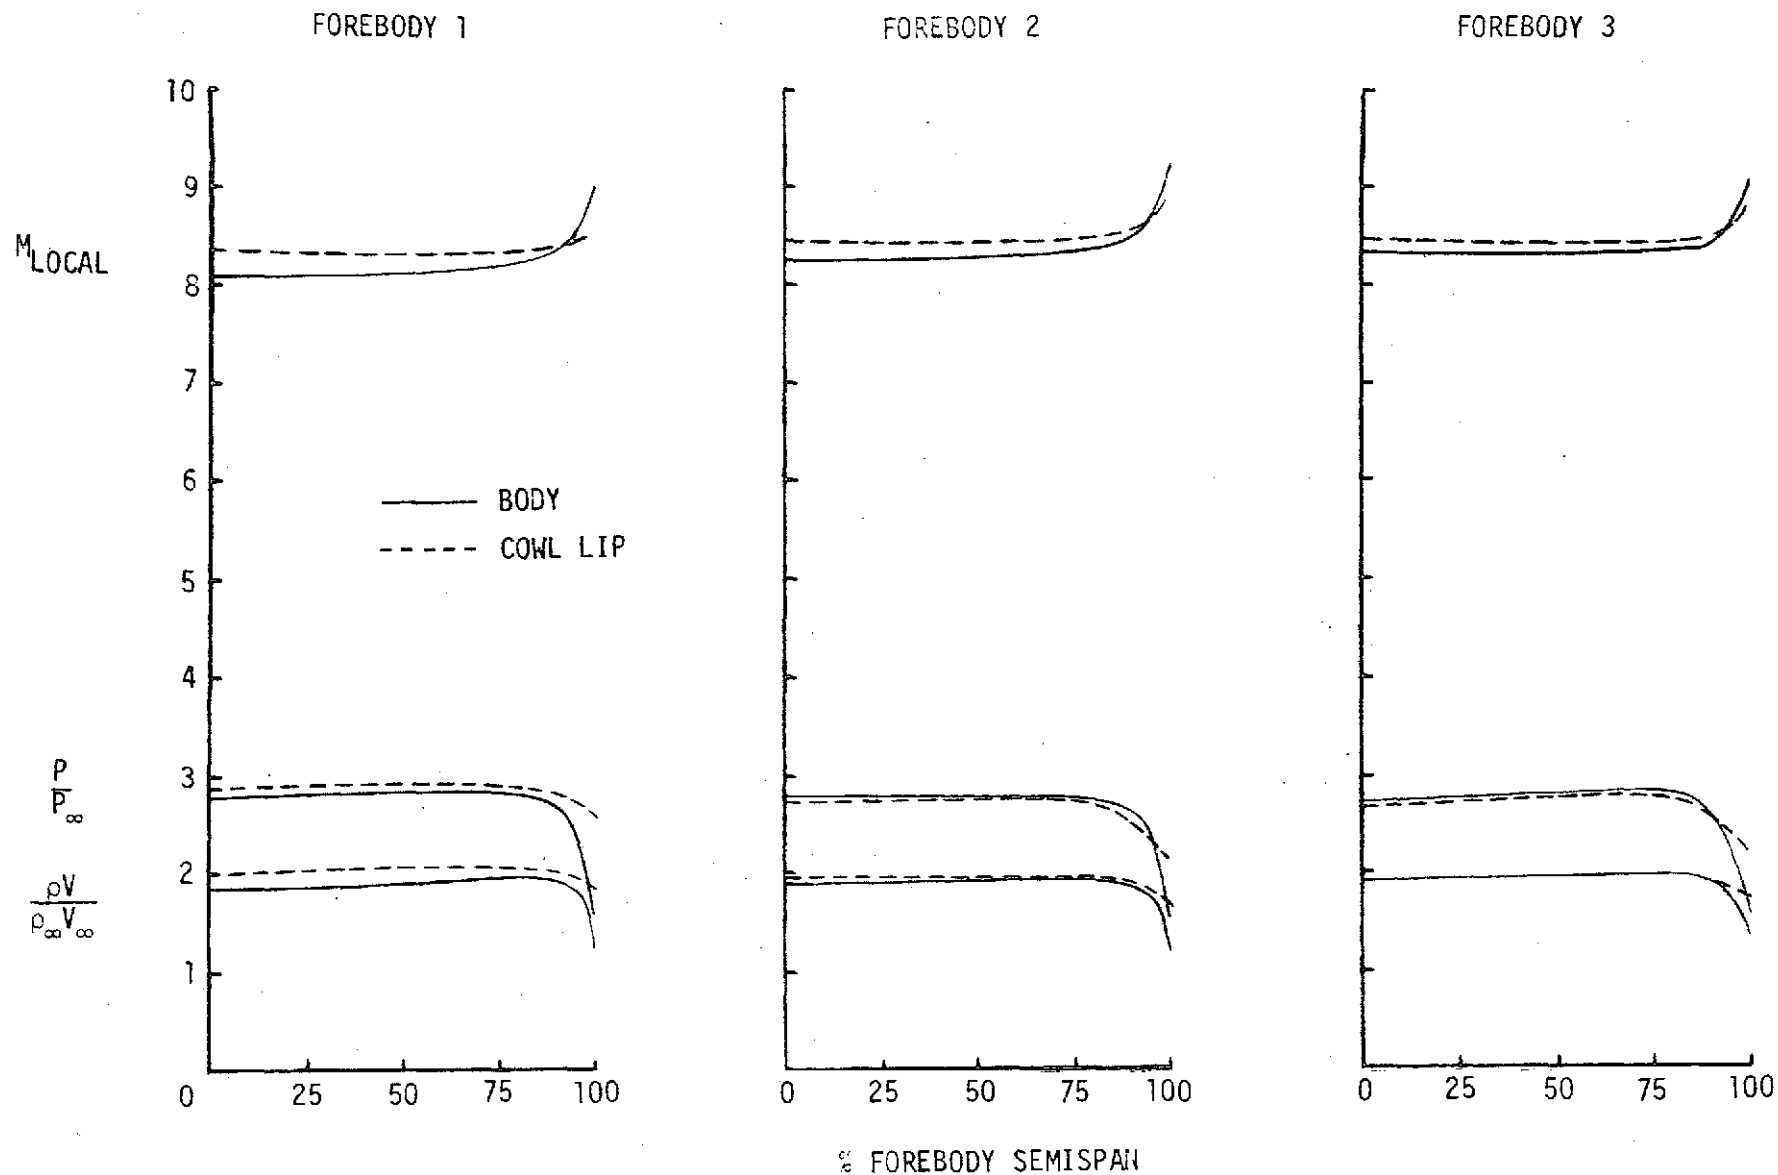 FOREBODY 1
FOREBODY 2
FOREBODY 3
10
9
8
7
6
5
4
3
2
1
M LOCAL
BODY
COWL LIP
P
P∞
ρV
ρ∞V∞
0 25 50 75 100
0 25 50 75 100
0 25 50 75 100
% FOREBODY SEMISPAN